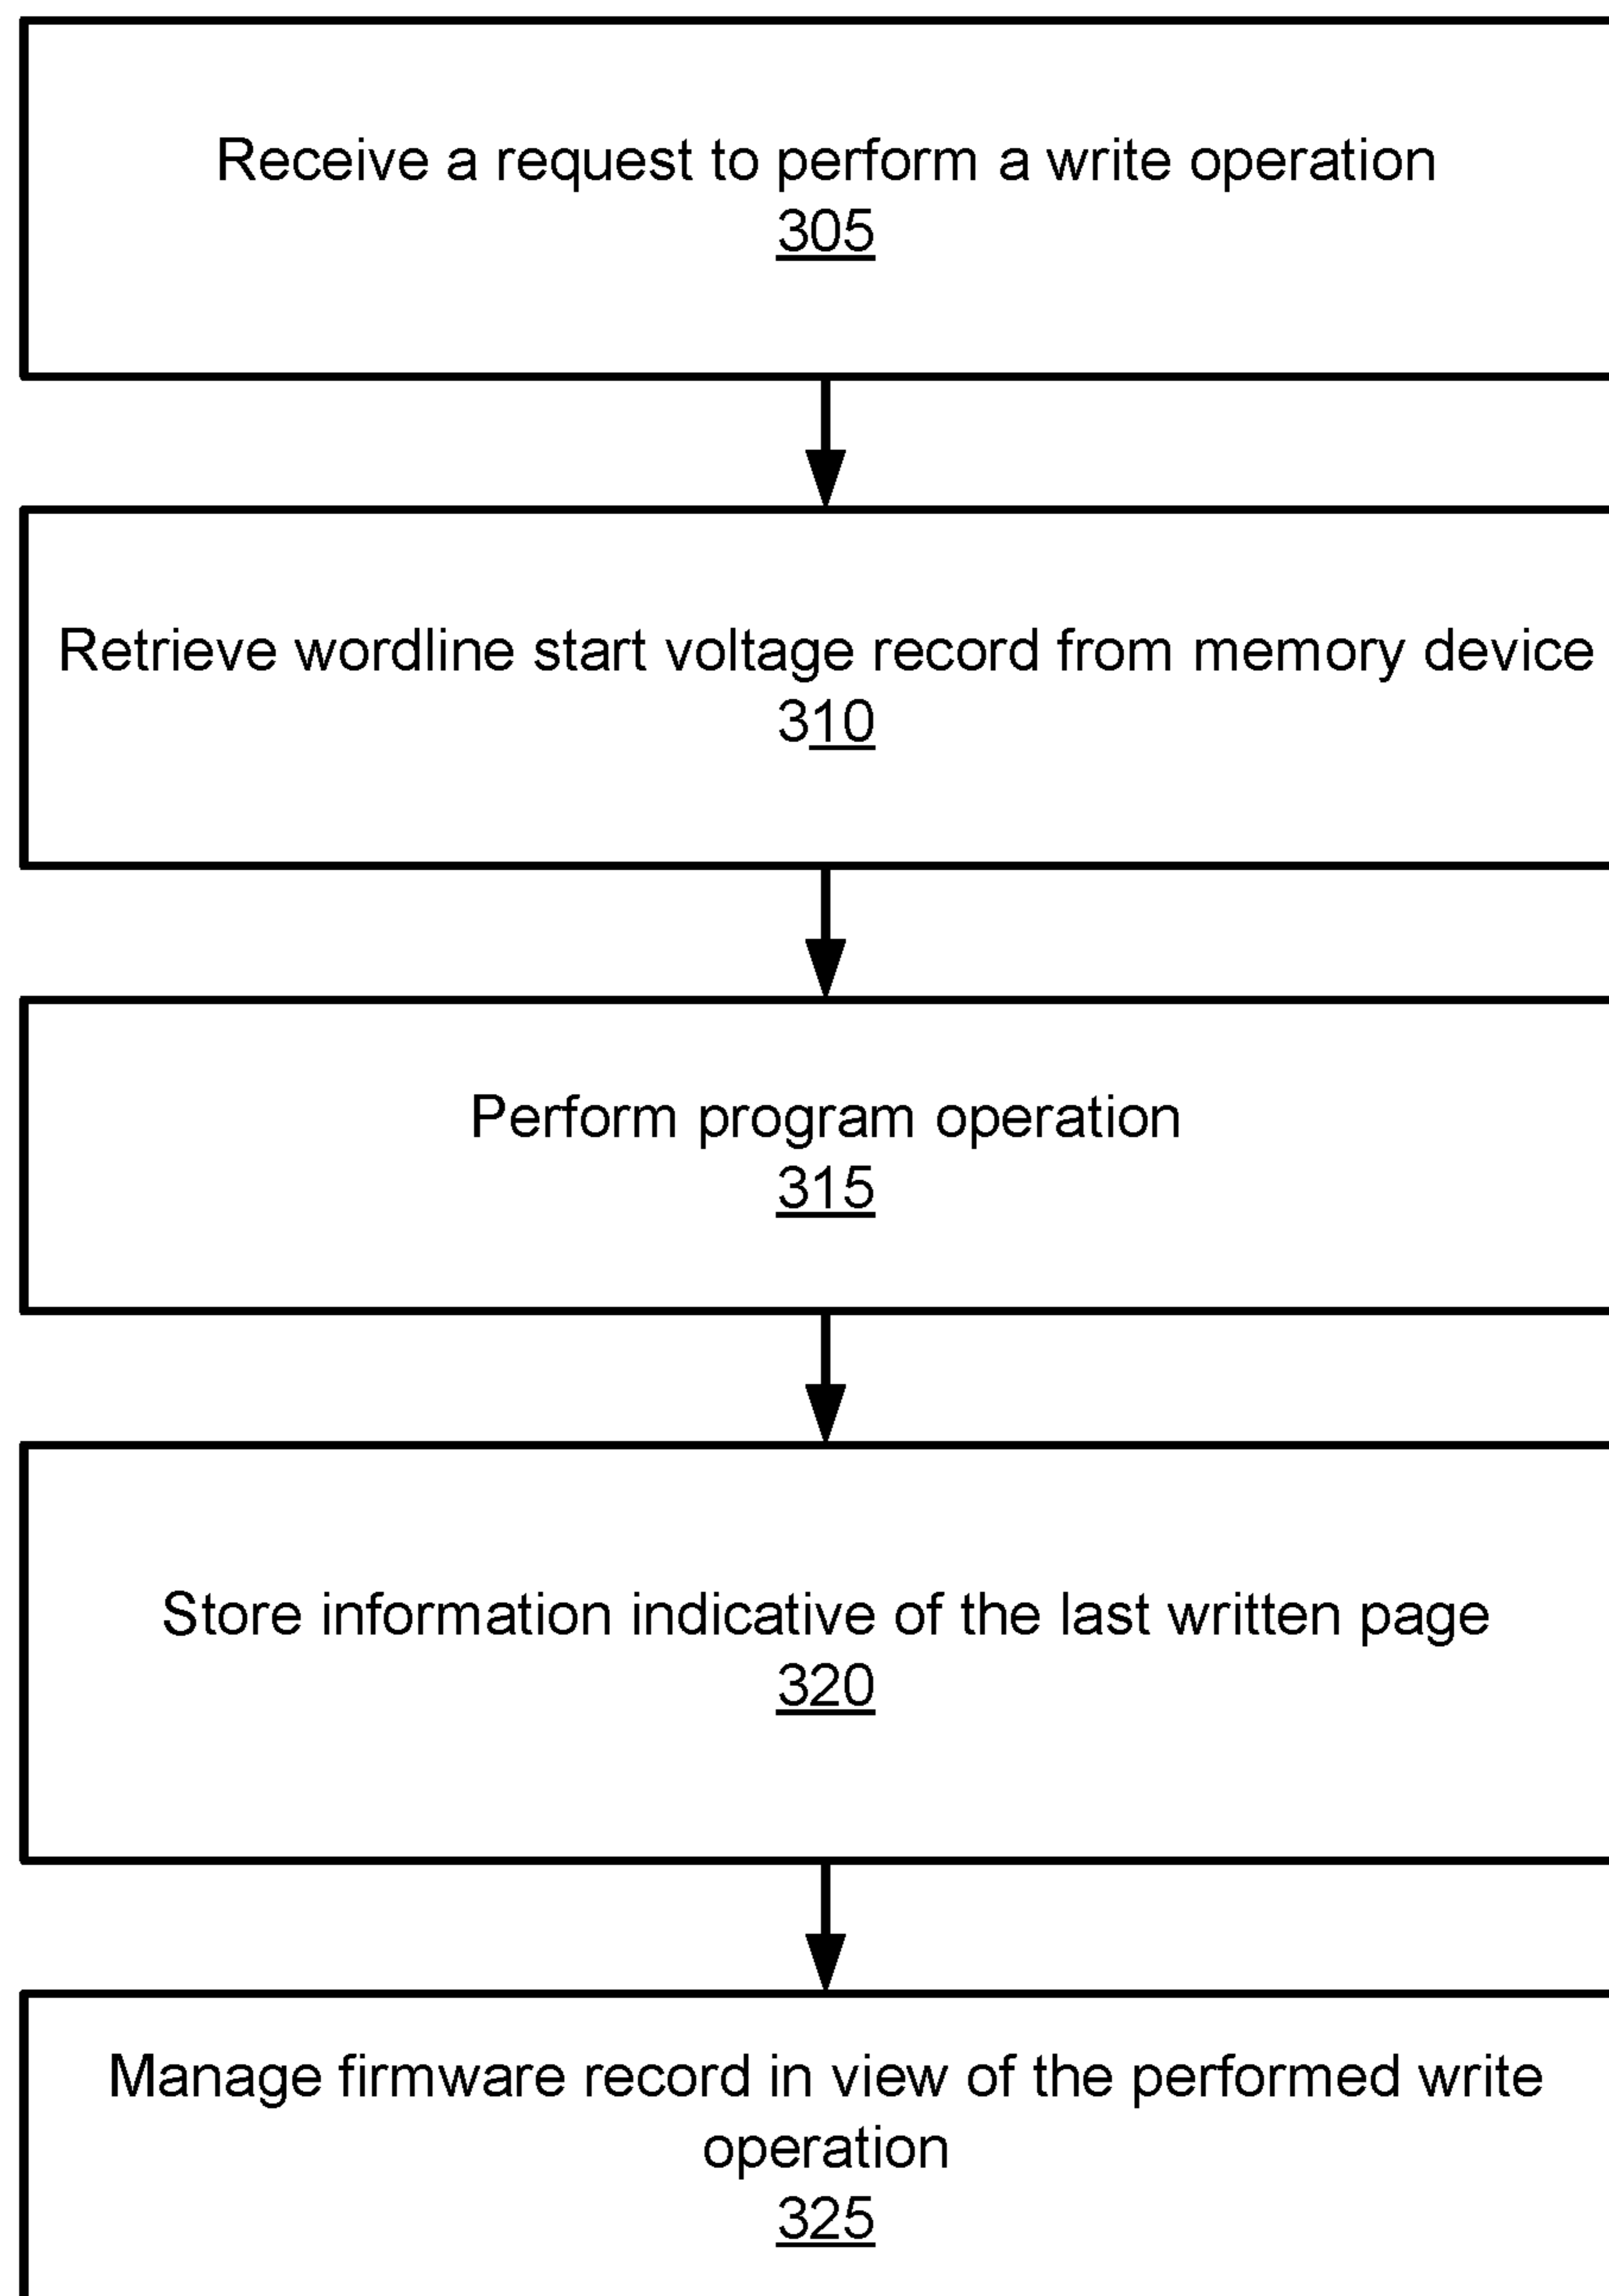 Receive a request to perform a write operation
305
Retrieve wordline start voltage record from memory device
310
Perform program operation
315
Store information indicative of the last written page
320
Manage firmware record in view of the performed write
operation
325